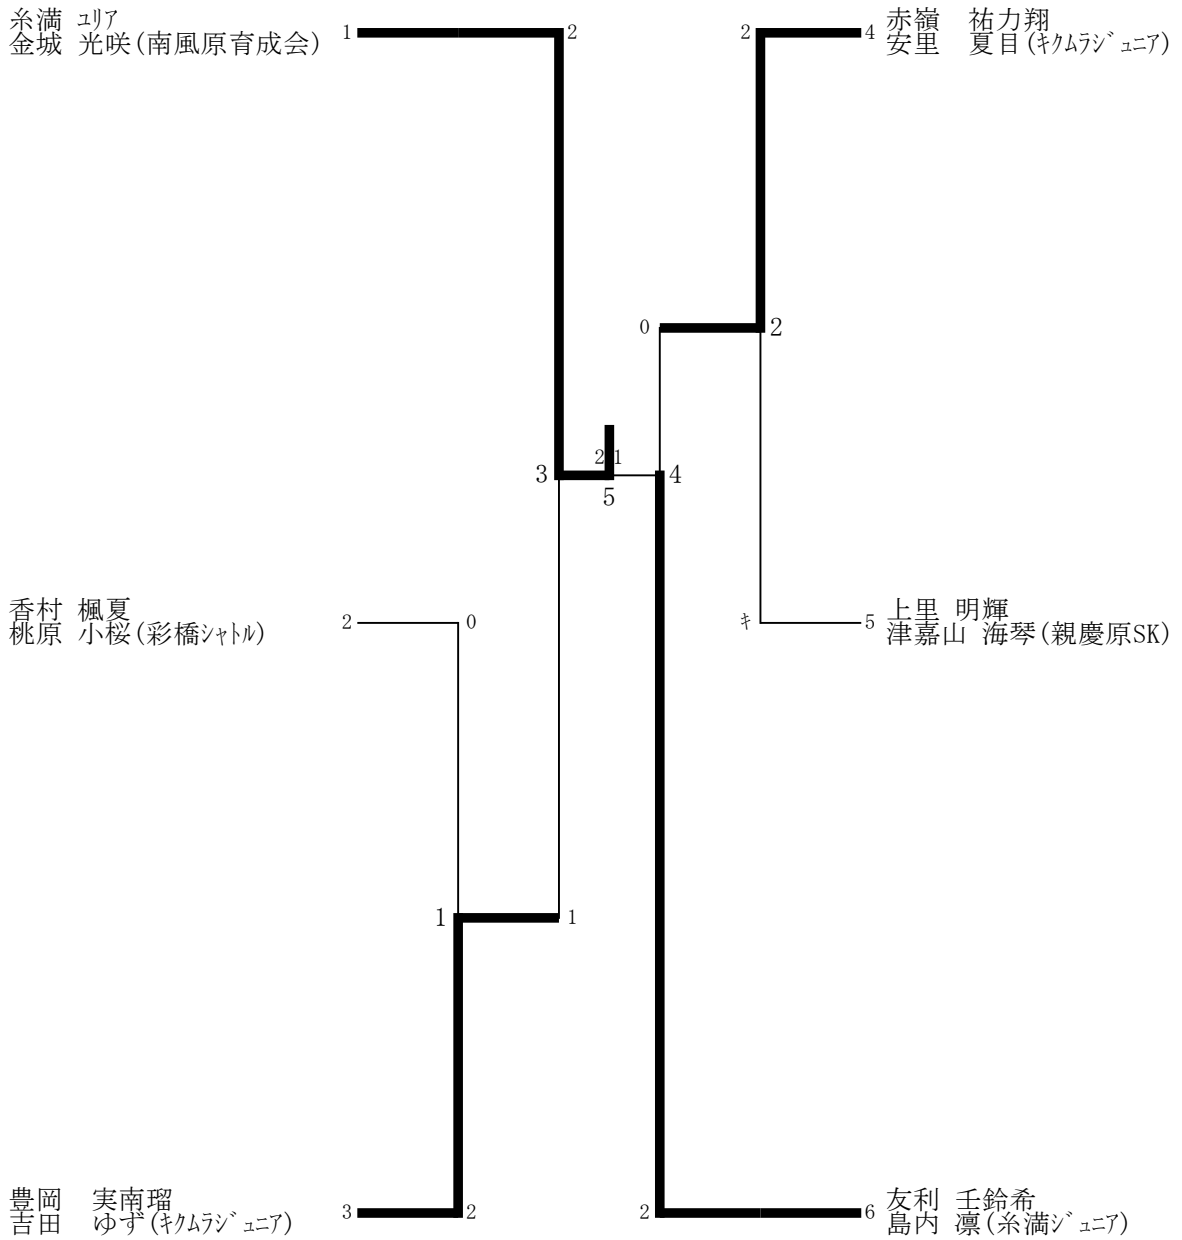 糸満 ﾕﾘｱ
金城 光咲(南風原育成会)
1
2
2
4
赤嶺　祐力翔
安里　夏目(ｷｸﾑﾗｼﾞｭﾆｱ)
0
2
3
2
1
4
5
香村 楓夏
桃原 小桜(彩橋ｼｬﾄﾙ)
2
0
ｷ
5
上里 明輝
津嘉山 海琴(親慶原SK)
1
1
豊岡　実南瑠
吉田　ゆず(ｷｸﾑﾗｼﾞｭﾆｱ)
3
2
2
6
友利 壬鈴希
島内 凛(糸満ｼﾞｭﾆｱ)